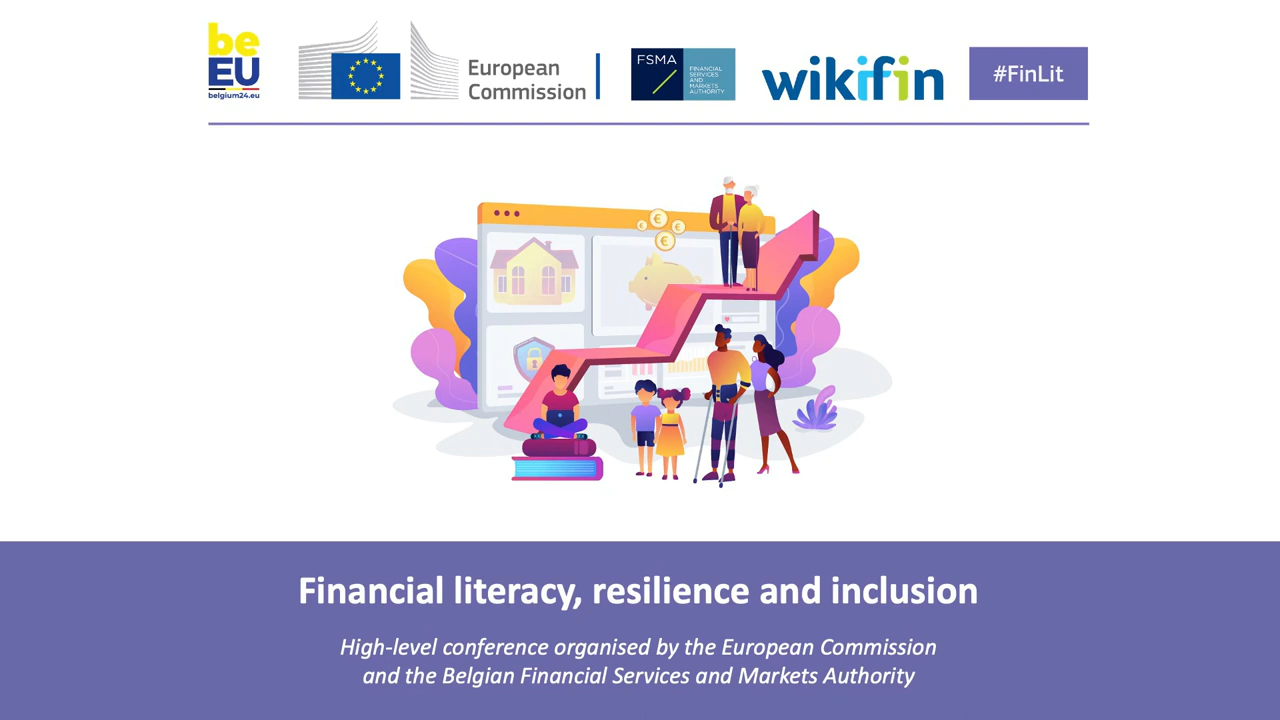 be
EU
belgium24.eu
European
Commission
FSMA
FINANCIAL
SERVICES
AND
MARKETS
AUTHORITY
wikifin
#FinLit
€
€
€
€
Financial literacy, resilience and inclusion
High-level conference organised by the European Commission
and the Belgian Financial Services and Markets Authority